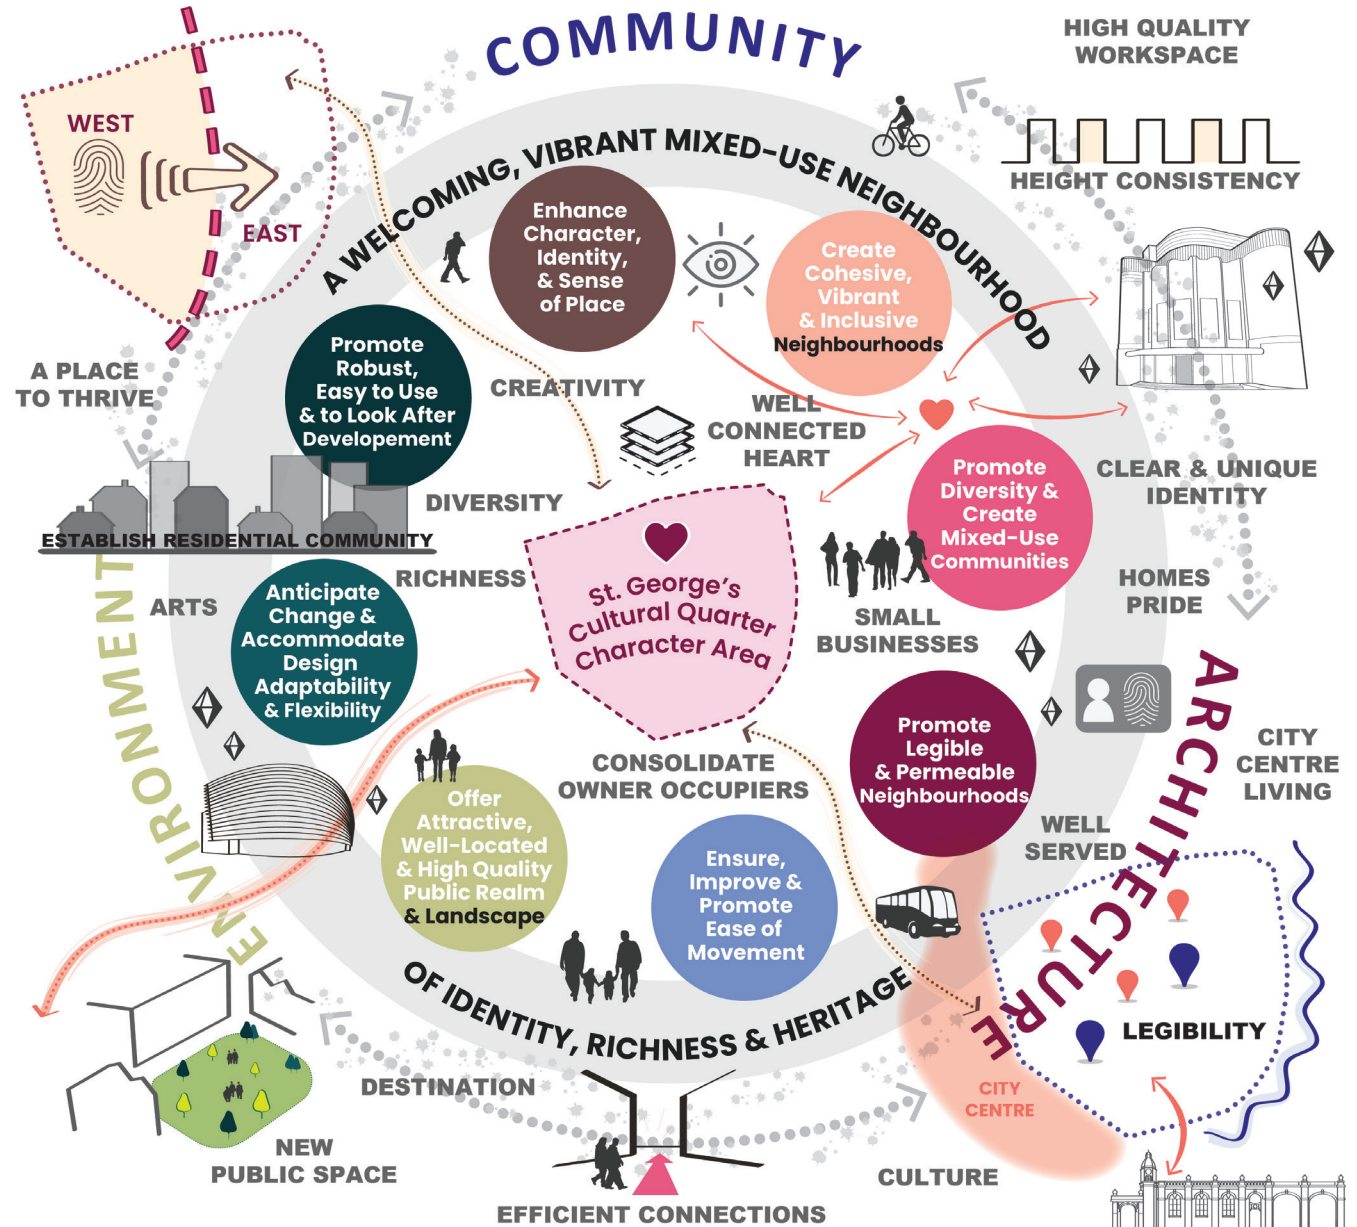 COMMUNITY
HIGH QUALITY
WORKSPACE
WEST
EAST
HEIGHT CONSISTENCY
A WELCOMING, VIBRANT MIXED-USE NEIGHBOURHOOD
Enhance
Character,
Identity,
& Sense
of Place
Create
Cohesive,
Vibrant
& Inclusive
Neighbourhoods
Promote
Robust,
Easy to Use
& to Look After
Developement
A PLACE
TO THRIVE
CREATIVITY
WELL
CONNECTED
HEART
Promote
Diversity &
Create
Mixed-Use
Communities
CLEAR & UNIQUE
IDENTITY
DIVERSITY
ESTABLISH RESIDENTIAL COMMUNITY
RICHNESS
ARTS
Anticipate
Change &
Accommodate
Design
Adaptability
& Flexibility
St. George's
Cultural Quarter
Character Area
SMALL
BUSINESSES
HOMES
PRIDE
ENVIRONMENT
ARCHITECTURE
Promote
Legible
& Permeable
Neighbourhoods
CITY
CENTRE
LIVING
CONSOLIDATE
OWNER OCCUPIERS
Offer
Attractive,
Well-Located
& High Quality
Public Realm
& Landscape
Ensure,
Improve &
Promote
Ease of
Movement
WELL
SERVED
OF IDENTITY, RICHNESS & HERITAGE
LEGIBILITY
CITY
CENTRE
DESTINATION
NEW
PUBLIC SPACE
CULTURE
EFFICIENT CONNECTIONS